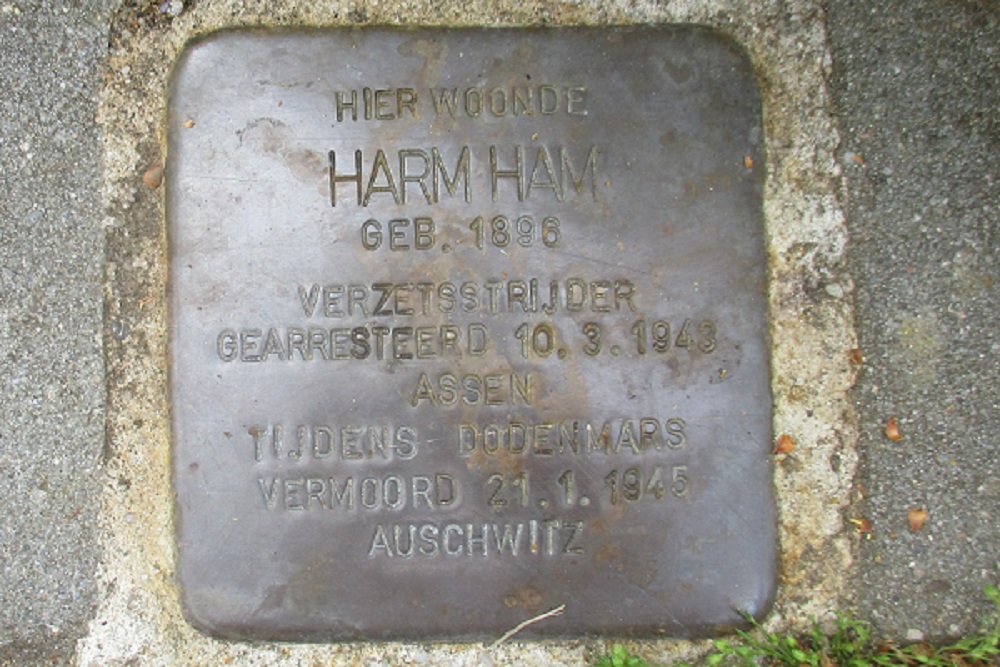 HIER WOONDE
HARM HAM
GEB. 1896
VERZETSSTRIJDER
GEARRESTEERD 10.3.1943
ASSEN
TIJDENS DODENMARS
VERMOORD 21.1.1945
AUSCHWITZ